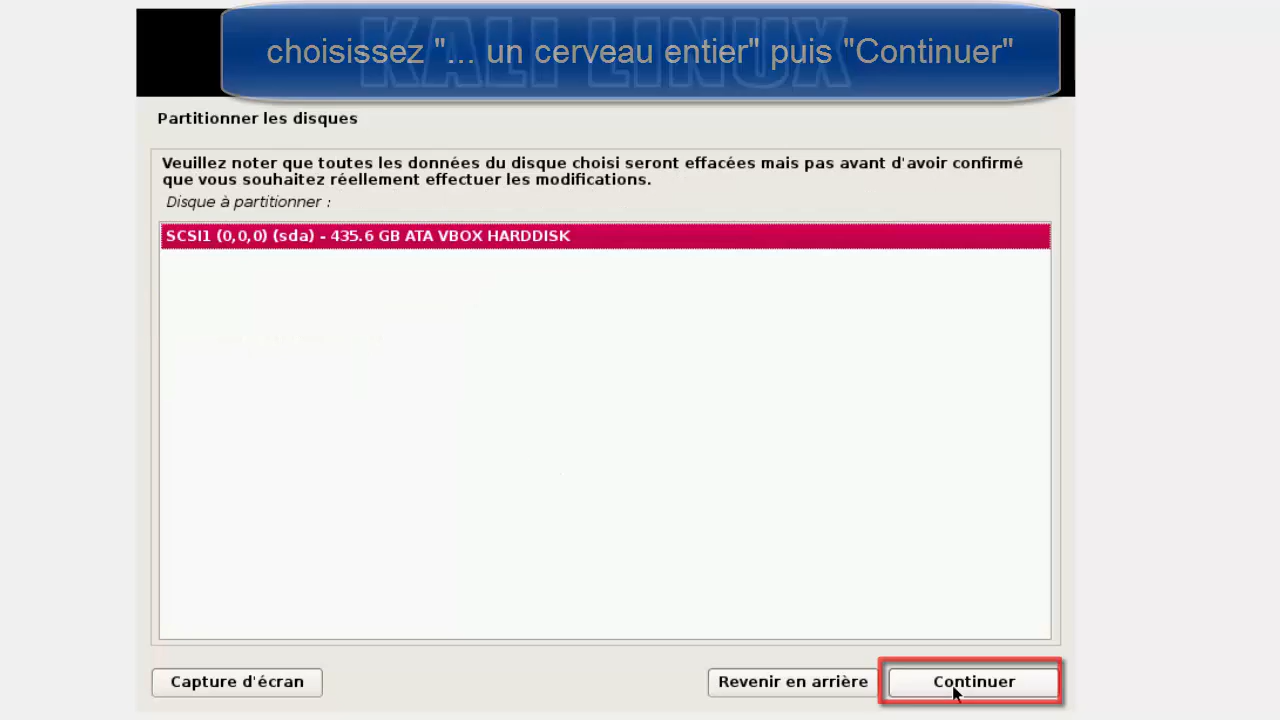 KALI LINUX
choisissez "... un cerveau entier" puis "Continuer"
Partitionner les disques
Veuillez noter que toutes les données du disque choisi seront effacées mais pas avant d'avoir confirmé
que vous souhaitez réellement effectuer les modifications.
Disque à partitionner :
SCSI1 (0,0,0) (sda) - 435.6 GB ATA VBOX HARDDISK
Capture d'écran
Revenir en arrière
Continuer